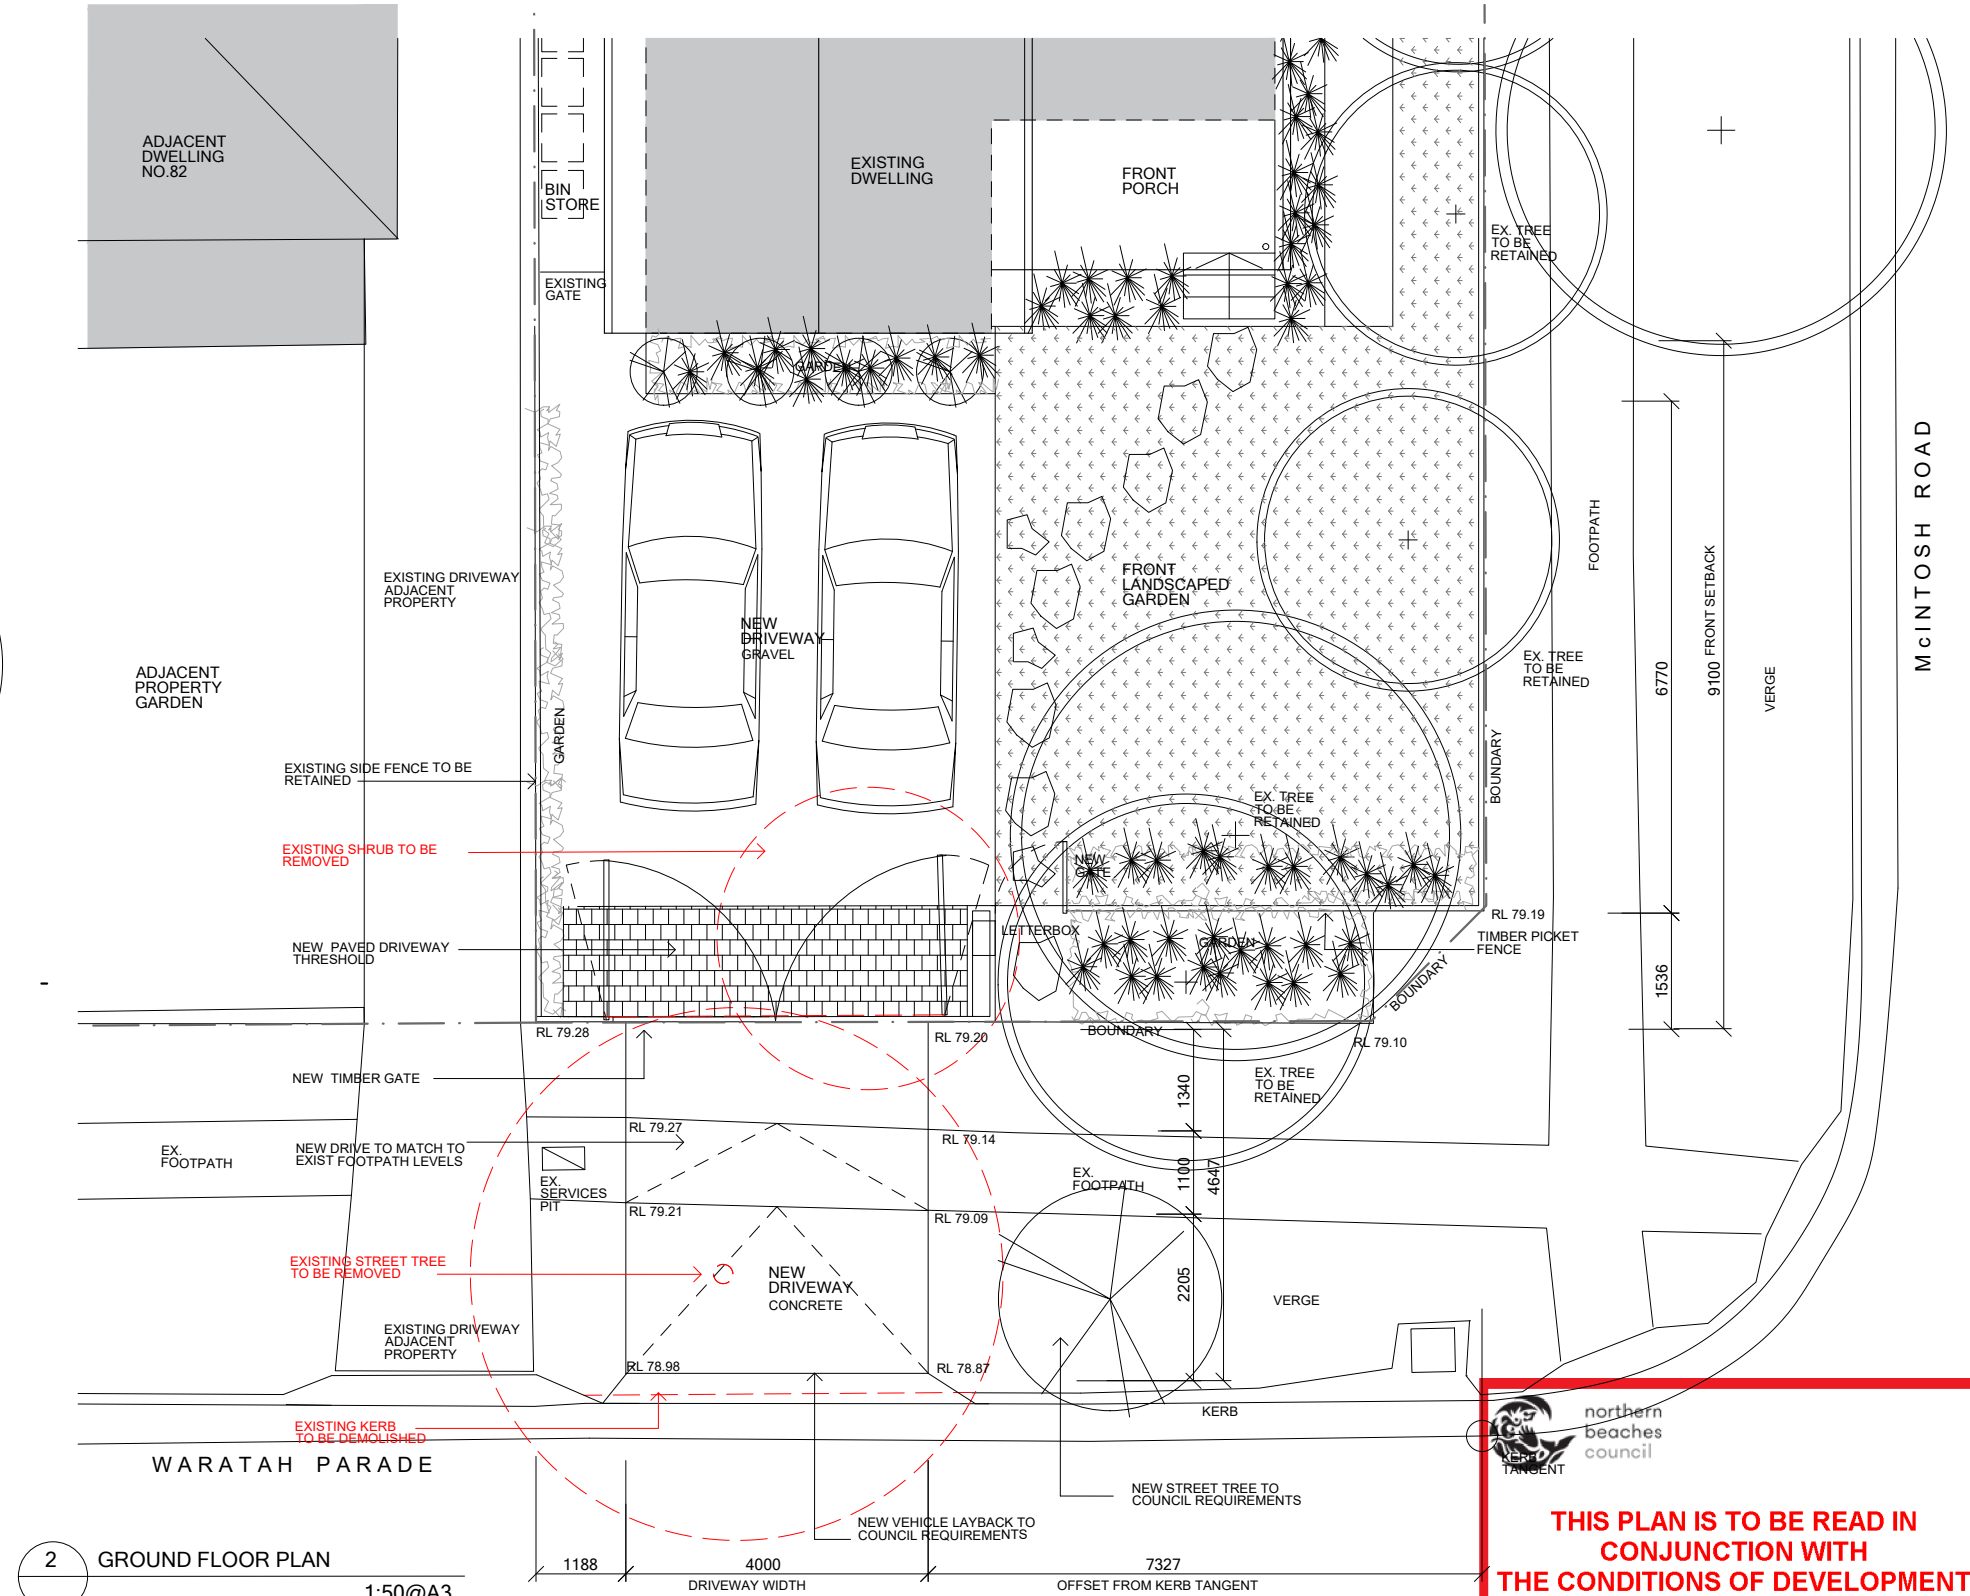 ADJACENT
DWELLING
NO.82
BIN
STORE
EXISTING
DWELLING
FRONT
PORCH
EX. TREE
TO BE
RETAINED
EXISTING
GATE
GARDEN
McINTOSH ROAD
FOOTPATH
9100 FRONT SETBACK
6770
VERGE
EXISTING DRIVEWAY
ADJACENT
PROPERTY
FRONT
LANDSCAPED
GARDEN
NEW
DRIVEWAY
GRAVEL
EX. TREE
TO BE
RETAINED
ADJACENT
PROPERTY
GARDEN
GARDEN
BOUNDARY
EXISTING SIDE FENCE TO BE
RETAINED
EX. TREE
TO BE
RETAINED
EXISTING SHRUB TO BE
REMOVED
NEW
GATE
RL 79.19
LETTERBOX
GARDEN
TIMBER PICKET
FENCE
NEW PAVED DRIVEWAY
THRESHOLD
BOUNDARY
1536
RL 79.28
RL 79.20
BOUNDARY
RL 79.10
NEW TIMBER GATE
1340
EX. TREE
TO BE
RETAINED
RL 79.27
RL 79.14
EX.
FOOTPATH
NEW DRIVE TO MATCH TO
EXIST FOOTPATH LEVELS
EX.
SERVICES
PIT
EX.
FOOTPATH
1100
4647
RL 79.21
RL 79.09
EXISTING STREET TREE
TO BE REMOVED
NEW
DRIVEWAY
CONCRETE
2205
VERGE
EXISTING DRIVEWAY
ADJACENT
PROPERTY
RL 78.98
RL 78.87
KERB
EXISTING KERB
TO BE DEMOLISHED
northern
beaches
council
KERB
TANGENT
WARATAH PARADE
NEW STREET TREE TO
COUNCIL REQUIREMENTS
NEW VEHICLE LAYBACK TO
COUNCIL REQUIREMENTS
THIS PLAN IS TO BE READ IN
CONJUNCTION WITH
THE CONDITIONS OF DEVELOPMENT
2 GROUND FLOOR PLAN
1:50@A3
1188
4000
7327
DRIVEWAY WIDTH
OFFSET FROM KERB TANGENT